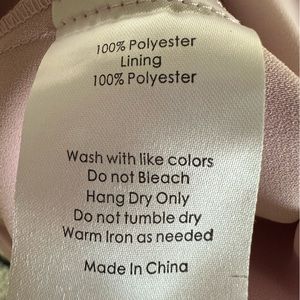 100% Polyester
Lining
100% Polyester
Wash with like colors
Do not Bleach
Hang Dry Only
Do not tumble dry
Warm Iron as needed
Made In China